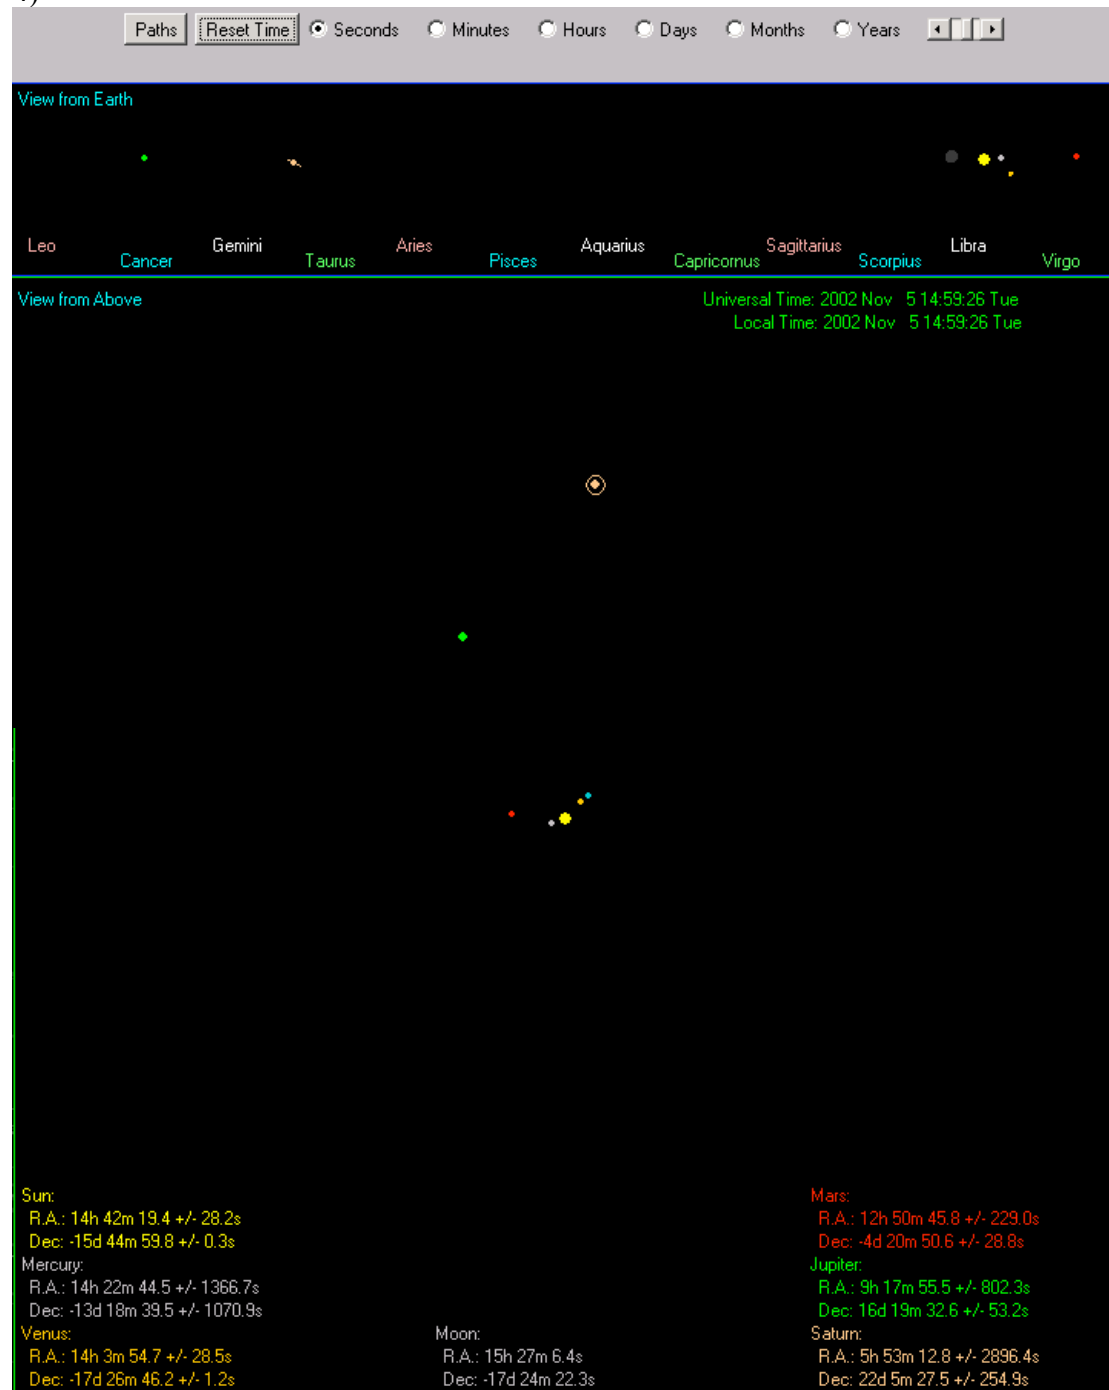 Paths Reset Time Seconds Minutes Hours Days Months Years
View from Earth
Leo Gemini Aries Aquarius Sagittarius Libra
Cancer Taurus Pisces Capricornus Scorpius Virgo
View from Above
Universal Time: 2002 Nov 5 14:59:26 Tue
Local Time: 2002 Nov 5 14:59:26 Tue
Sun:
R.A.: 14h 42m 19.4 +/- 28.2s
Dec: -15d 44m 59.8 +/- 0.3s
Mercury:
R.A.: 14h 22m 44.5 +/- 1366.7s
Dec: -13d 18m 39.5 +/- 1070.9s
Venus:
R.A.: 14h 3m 54.7 +/- 28.5s
Dec: -17d 26m 46.2 +/- 1.2s
Moon:
R.A.: 15h 27m 6.4s
Dec: -17d 24m 22.3s
Mars:
R.A.: 12h 50m 45.8 +/- 229.0s
Dec: -4d 20m 50.6 +/- 28.8s
Jupiter:
R.A.: 9h 17m 55.5 +/- 802.3s
Dec: 16d 19m 32.6 +/- 53.2s
Saturn:
R.A.: 5h 53m 12.8 +/- 2896.4s
Dec: 22d 5m 27.5 +/- 254.9s